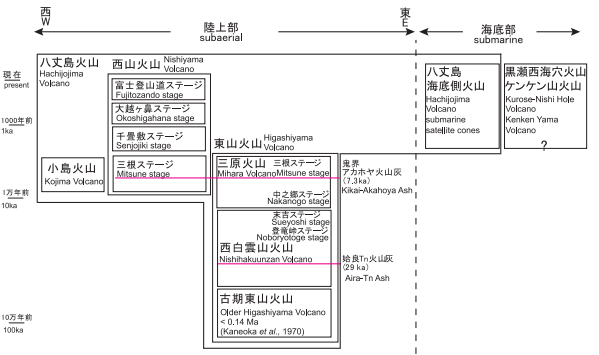 西
W
陸上部
subaerial
東
E
海底部
submarine
八丈島火山
Hachijojima
Volcano
西山火山 Nishiyama
Volcano
富士登山道ステージ
Fujitozando stage
大越ヶ鼻ステージ
Okoshigahana stage
千畳敷ステージ
Senjojiki stage
三根ステージ
Mitsune stage
小島火山
Kojima Volcano
東山火山 Higashiyama
Volcano
三原火山 三根ステージ
Mihara Volcano Mitsune stage
中之郷ステージ
Nakanogo stage
末吉ステージ
Sueyoshi stage
登竜峠ステージ
Noboryotoge stage
西白雲山火山
Nishihakuunzan Volcano
古期東山火山
Older Higashiyama Volcano
< 0.14 Ma
(Kaneoka et al., 1970)
八丈島
海底側火山
Hachijojima
Volcano
submarine
satellite cones
黒瀬西海穴火山
ケンケン山火山
Kurose-Nishi Hole
Volcano
Kenken Yama
Volcano
?
鬼界
アカホヤ火山灰
(7.3 ka)
Kikai-Akahoya Ash
姶良Tn火山灰
(29 ka)
Aira-Tn Ash
現在
present
1000年前
1ka
1万年前
10ka
10万年前
100ka